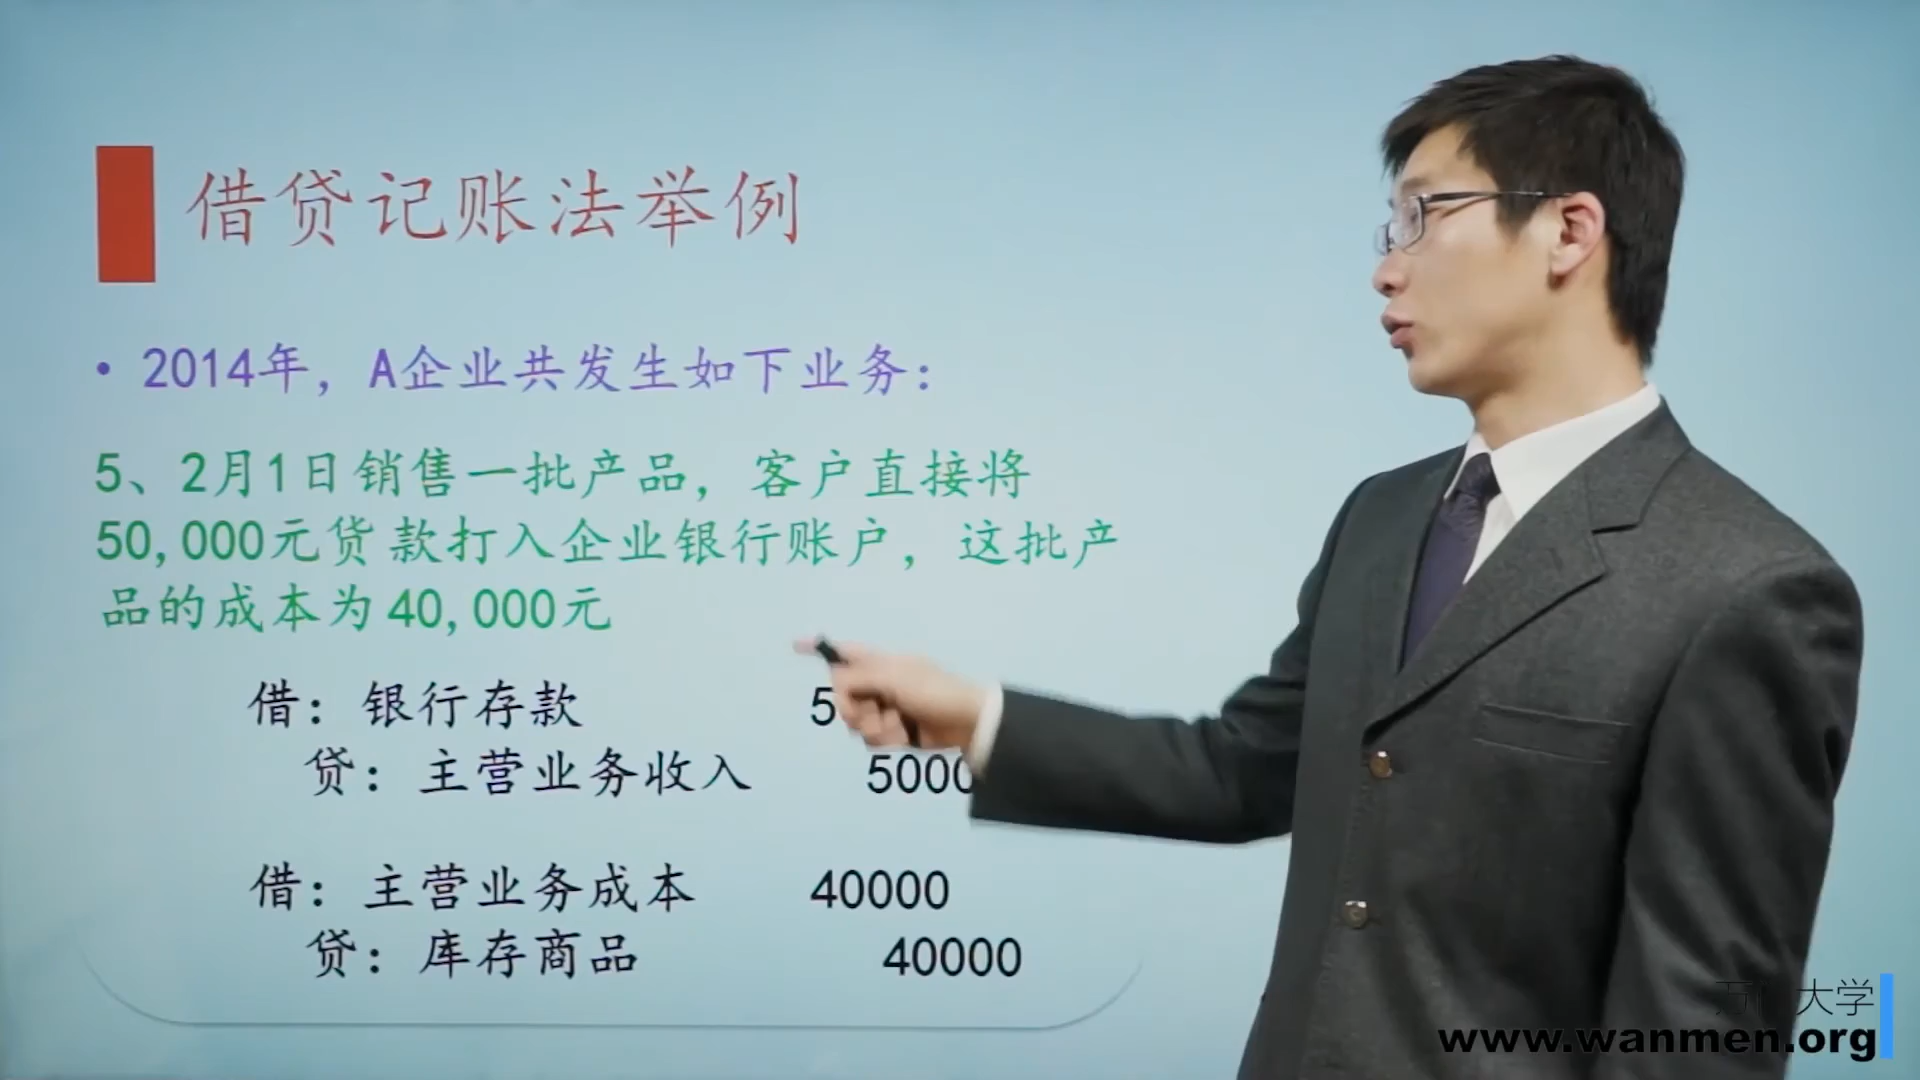 借贷记账法举例
• 2014年，A企业共发生如下业务：
5、2月1日销售一批产品，客户直接将
50,000元货款打入企业银行账户，这批产
品的成本为40,000元
借：银行存款 5
贷：主营业务收入 5000
借：主营业务成本 40000
贷：库存商品 40000
大学
www.wanmen.org